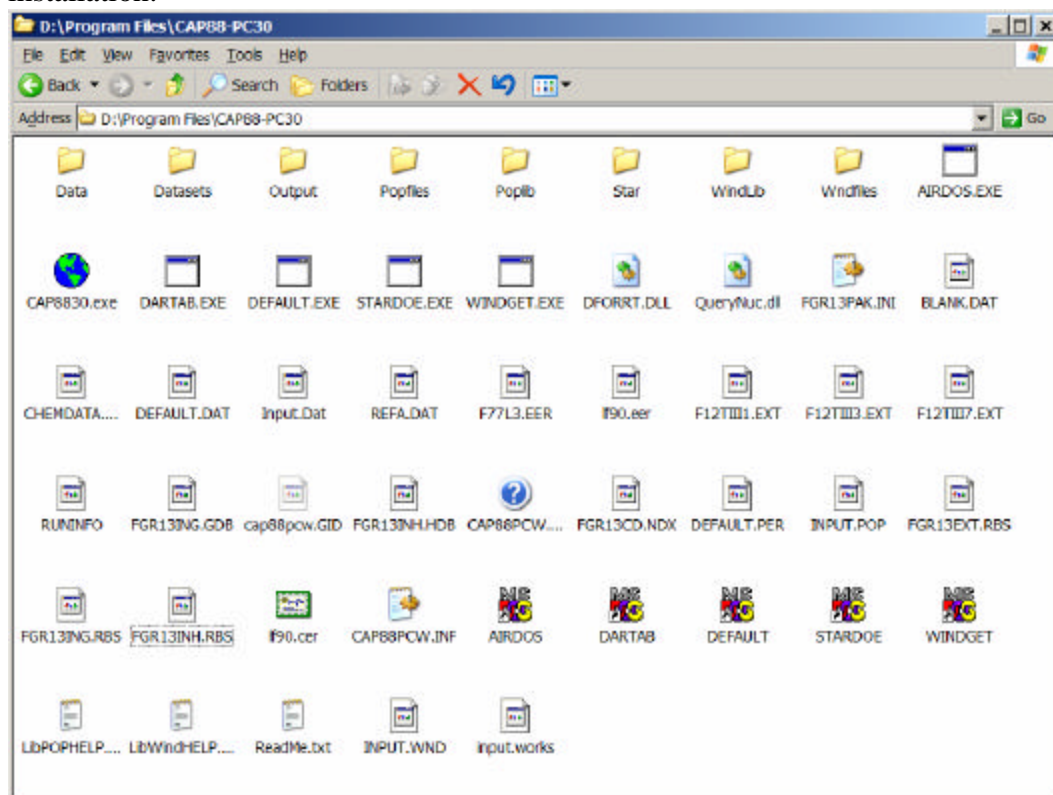 D:\Program Files\CAP88-PC30
File Edit View Favorites Tools Help
Back Search Folders
Address D:\Program Files\CAP88-PC30 Go
Data Datasets Output Popfiles Poplib Star WindLib Wndfiles AIRDOS.EXE
CAP8830.exe DARTAB.EXE DEFAULT.EXE STARDOE.EXE WINDGET.EXE DFORRT.DLL QueryNuc.dll FGR13PAK.INI BLANK.DAT
CHEMDATA.... DEFAULT.DAT Input.Dat REFA.DAT F77L3.EER lf90.eer F12TIII1.EXT F12TIII3.EXT F12TIII7.EXT
RUNINFO FGR13ING.GDB cap88pcw.GID FGR13INH.HDB CAP88PCW.... FGR13CD.NDX DEFAULT.PER INPUT.POP FGR13EXT.RBS
FGR13ING.RBS FGR13INH.RBS lf90.cer CAP88PCW.INF AIRDOS DARTAB DEFAULT STARDOE WINDGET
LibPOPHELP.... LibWindHELP.... ReadMe.txt INPUT.WND input.works